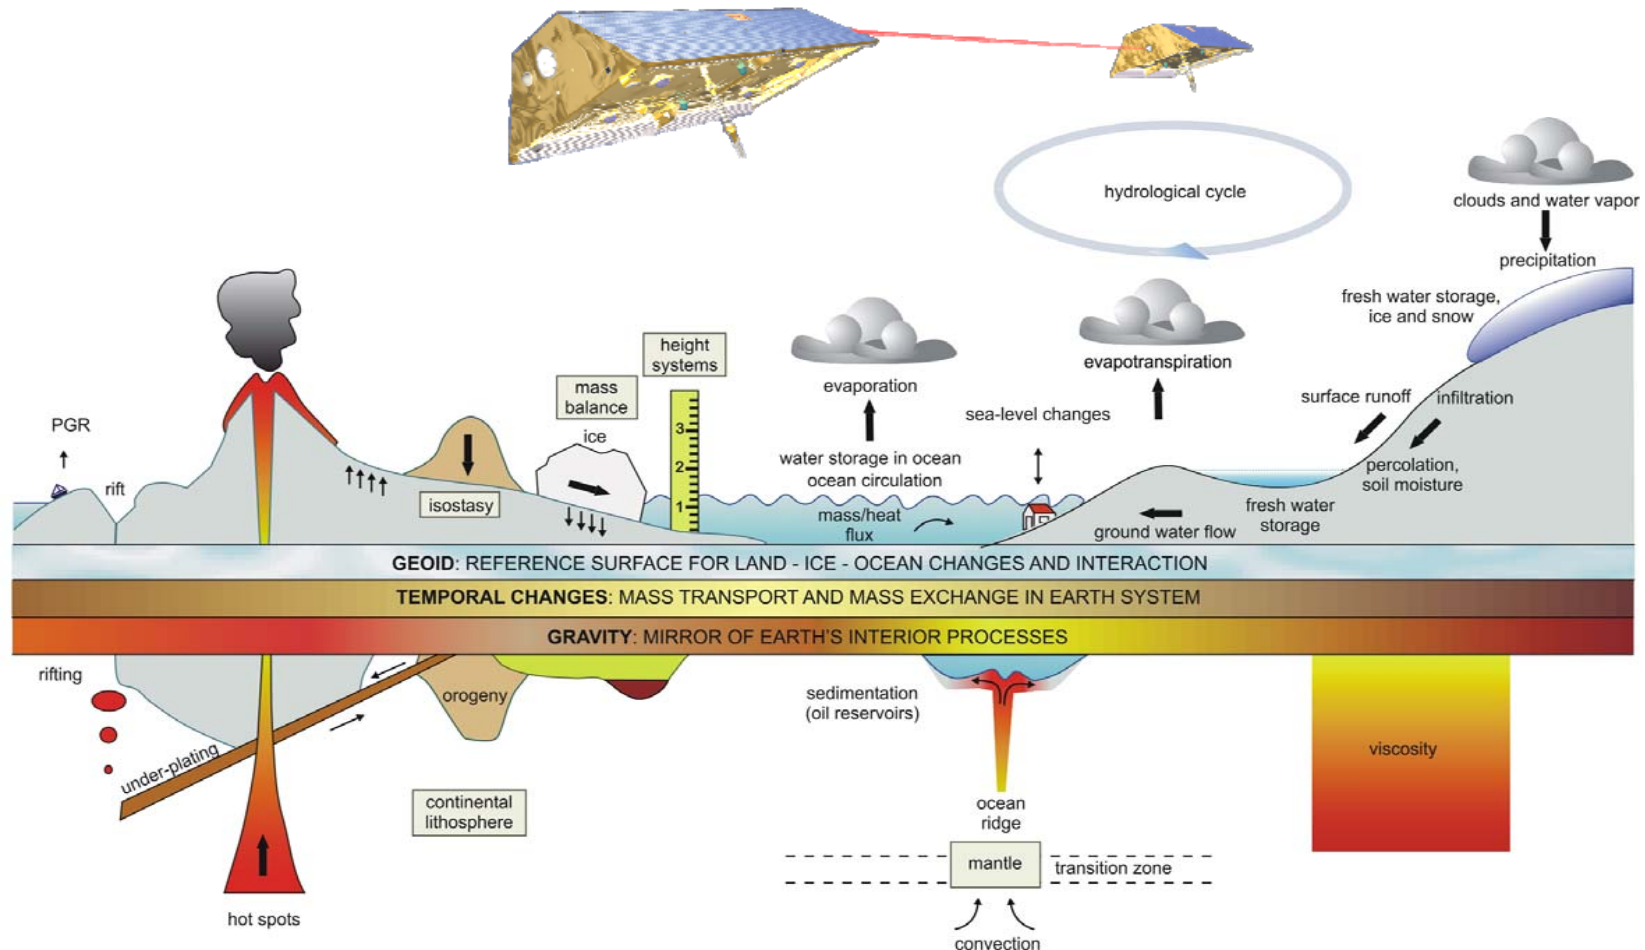 hydrological cycle
clouds and water vapor
precipitation
fresh water storage,
ice and snow
height
systems
evapotranspiration
mass
balance
evaporation
surface runoff
infiltration
sea-level changes
PGR
ice
3
2
1
water storage in ocean
ocean circulation
percolation,
soil moisture
rift
isostasy
mass/heat
flux
fresh water
storage
ground water flow
GEOID: REFERENCE SURFACE FOR LAND - ICE - OCEAN CHANGES AND INTERACTION
TEMPORAL CHANGES: MASS TRANSPORT AND MASS EXCHANGE IN EARTH SYSTEM
GRAVITY: MIRROR OF EARTH'S INTERIOR PROCESSES
rifting
orogeny
sedimentation
(oil reservoirs)
viscosity
under-plating
continental
lithosphere
ocean
ridge
mantle
transition zone
hot spots
convection